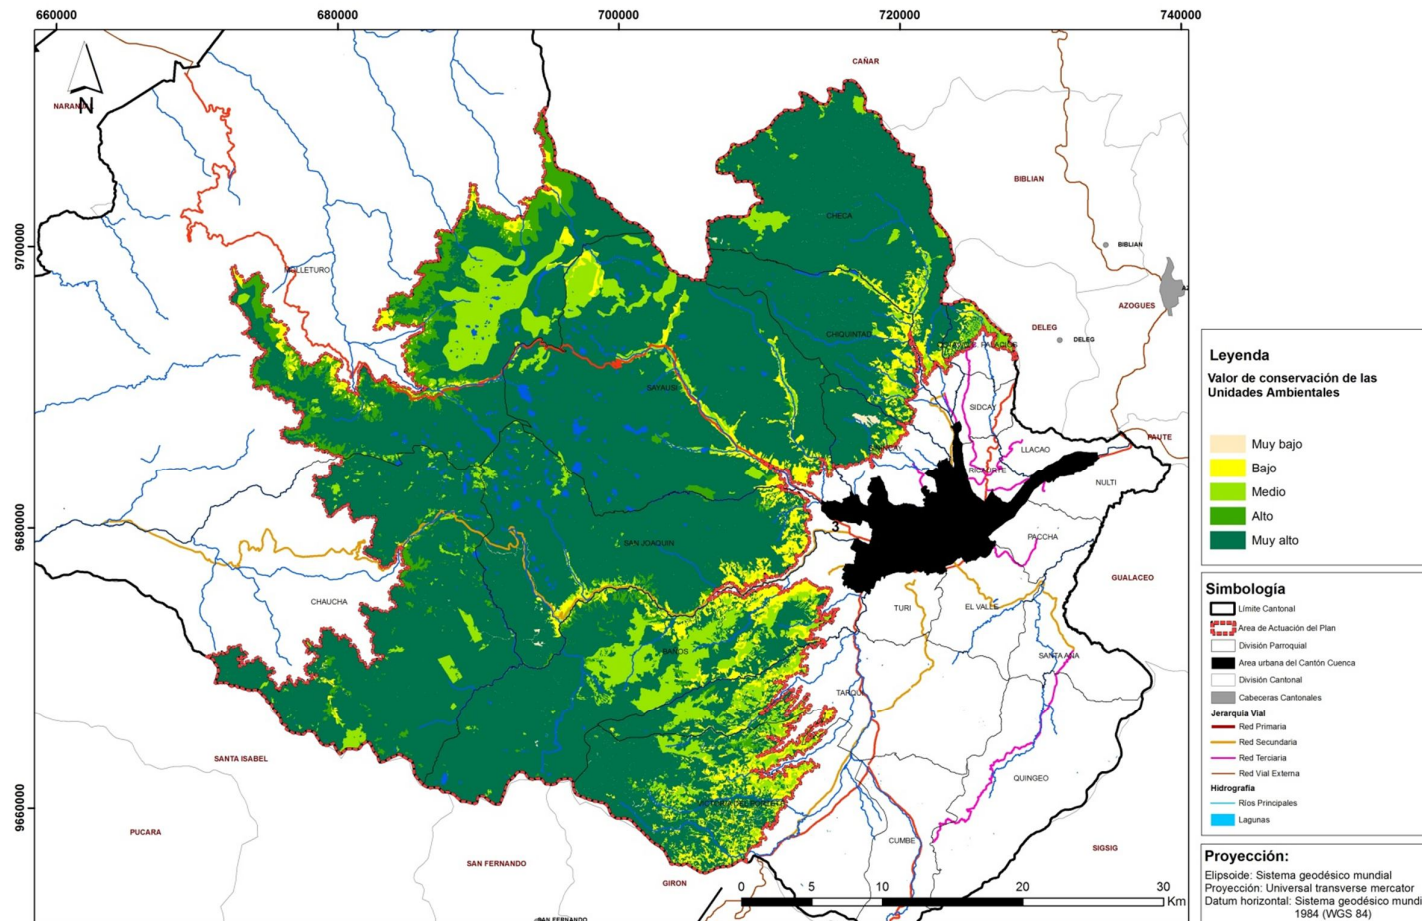 660000
680000
700000
720000
740000
CAÑAR
N
BIBLIAN
CHECA
9700000
BIBLIAN
MOLLETURO
AZOGUES
DELEG
CHIQUINTAD
DELEG
SAYAUSI
SIDCAY
PAUTE
LLACAO
RICAURTE
NULTI
9680000
3
PACCHA
SAN JOAQUIN
GUALACEO
CHAUCHA
TURI
EL VALLE
BAÑOS
SANTA ANA
TARQUI
SANTA ISABEL
QUINGEO
9660000
PUCARA
CUMBE
SIGSIG
SAN FERNANDO
GIRON
0
5
10
20
30
Km
SAN FERNANDO
Leyenda
Valor de conservación de las
Unidades Ambientales
Muy bajo
Bajo
Medio
Alto
Muy alto
Simbología
Límite Cantonal
Area de Actuación del Plan
División Parroquial
Area urbana del Cantón Cuenca
División Cantonal
Cabeceras Cantonales
Jerarquia Vial
Red Primaria
Red Secundaria
Red Terciaria
Red Vial Externa
Hidrografía
Ríos Principales
Lagunas
Proyección:
Elipsoide: Sistema geodésico mundial
Proyección: Universal transverse mercator
Datum horizontal: Sistema geodésico mund
1984 (WGS 84)